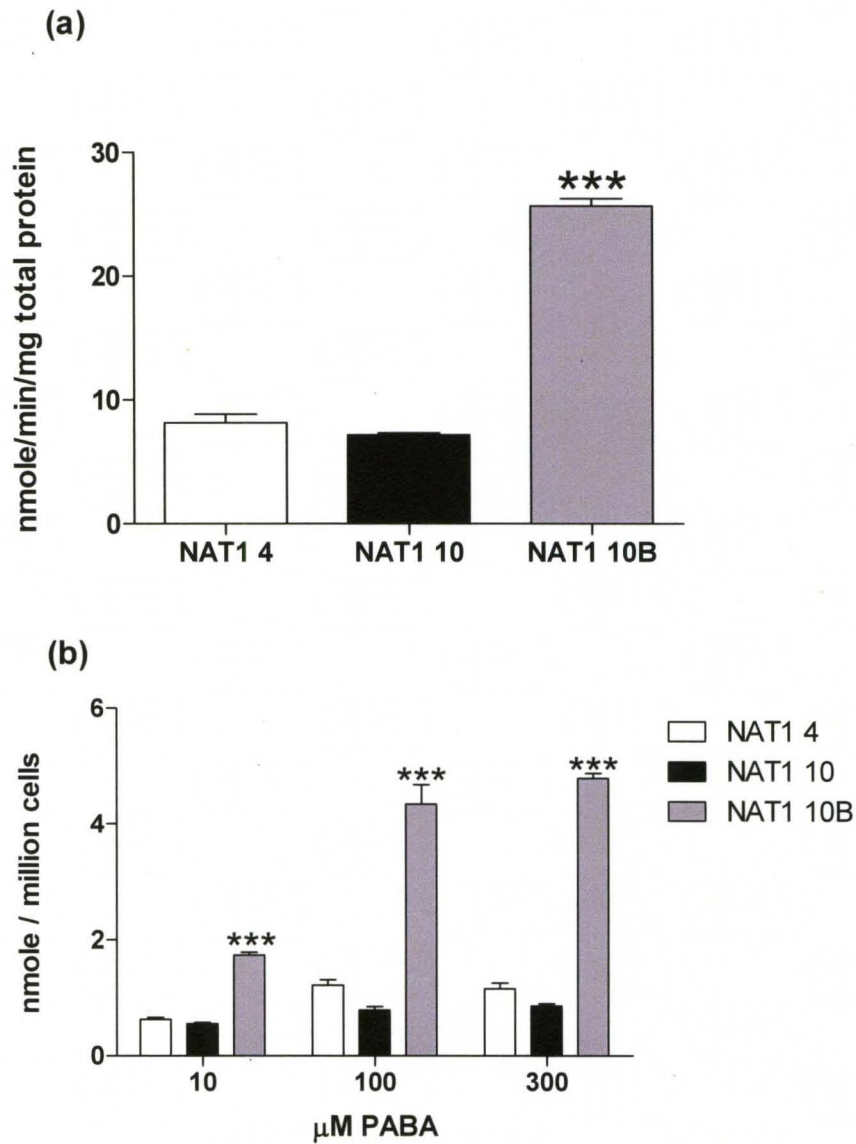 (a)
nmole/min/mg total protein
30
20
10
0
***
NAT1 4
NAT1 10
NAT1 10B
(b)
nmole / million cells
6
4
2
0
***
***
***
10
100
300
μM PABA
NAT1 4
NAT1 10
NAT1 10B